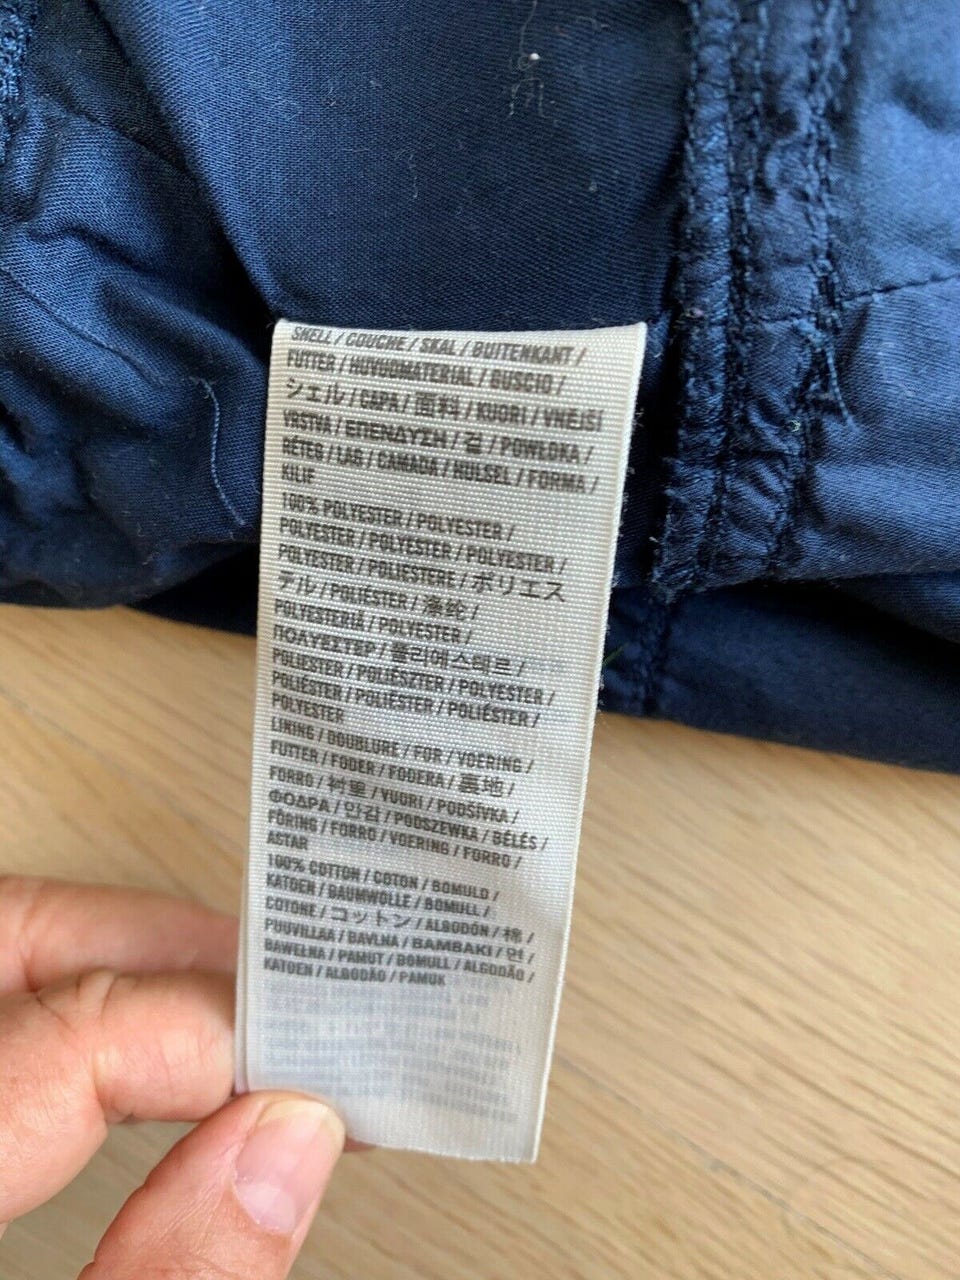 SHELL / COUCHE / SKAL / BUITENKANT /
FUTTER / HUVUDMATERIAL / GUSCIO /
シェル / CAPA / 面料 / KUORI / VNĚJŠÍ
VRSTVA / ΕΠΕΝΔΥΣΗ / 겉 / POWŁOKA /
RÉTEG / LAG / CAMADA / HULSEL / FORMA /
KILIF
100% POLYESTER / POLYESTER /
POLYESTER / POLYESTER / POLYESTER /
POLYESTER / POLIESTERE / ポリエス
テル / POLIÉSTER / 涤纶 /
POLYESTERIÄ / POLYESTER /
ΠΟΛΥΕΣΤΕΡ / 폴리에스테르 /
POLIESTER / POLIÉSZTER / POLYESTER /
POLIÉSTER / POLIÉSTER / POLIÉSTER /
POLYESTER
LINING / DOUBLURE / FOR / VOERING /
FUTTER / FODER / FODERA / 裏地 /
FORRO / 衬里 / VUORI / PODŠÍVKA /
ΦΟΔΡΑ / 안감 / PODSZEWKA / BÉLÉS /
FÔRING / FORRO / VOERING / FORRO /
ASTAR
100% COTTON / COTON / BOMULD /
KATOEN / BAUMWOLLE / BOMULL /
COTONE / コットン / ALGODÓN / 棉 /
PUUVILLAA / BAVLNA / ΒΑΜΒΑΚΙ / 면 /
BAWEŁNA / PAMUT / BOMULL / ALGODÃO /
KATOEN / ALGODÃO / PAMUK